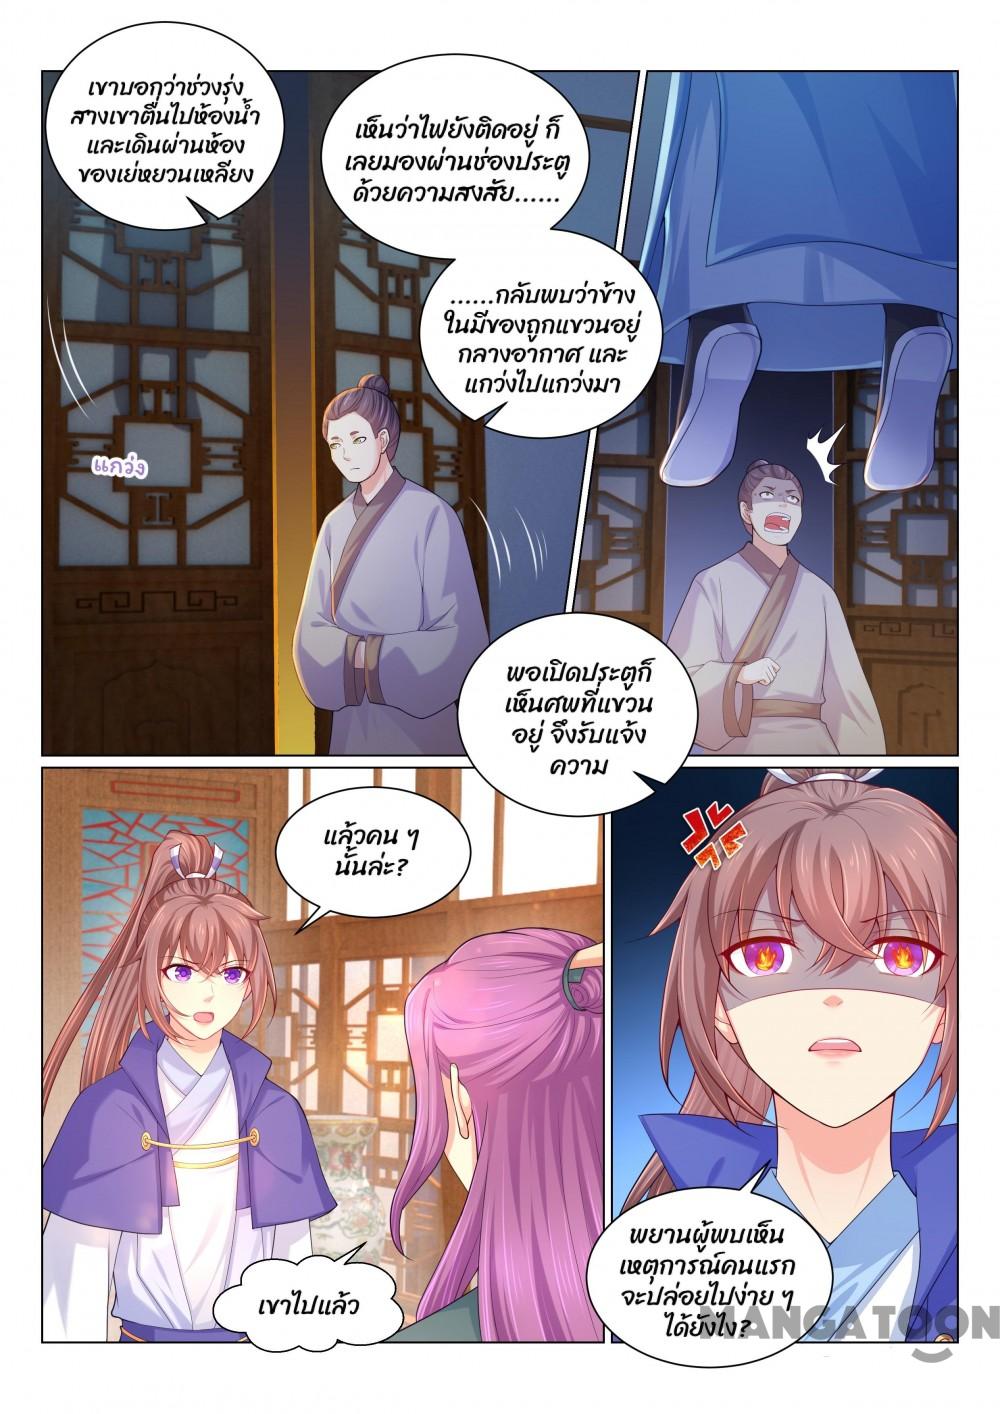 เขาบอกว่าช่วงรุ่ง
สางเขาตื่นไปห้องน้ำ
และเดินผ่านห้อง
ของเย่หยวนเหลียง
เห็นว่าไฟยังติดอยู่ ก็
เลยมองผ่านช่องประตู
ด้วยความสงสัย......
......กลับพบว่าข้าง
ในมีของถูกแขวนอยู่
กลางอากาศ และ
แกว่งไปแกว่งมา
แกว่ง
พอเปิดประตูก็
เห็นศพที่แขวน
อยู่ จึงรีบแจ้ง
ความ
แล้วคน ๆ
นั้นล่ะ?
เขาไปแล้ว
พยานผู้พบเห็น
เหตุการณ์คนแรก
จะปล่อยไปง่าย ๆ
ได้ยังไง?
MANGATOON